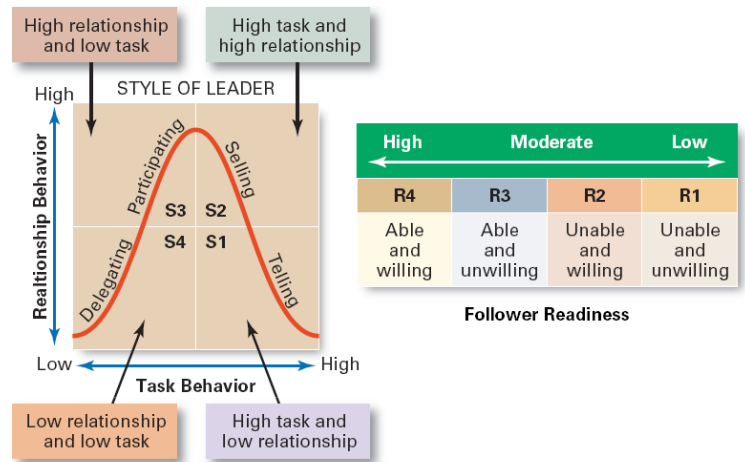 High relationship
and low task
High task and
high relationship
STYLE OF LEADER
High
Realtionship Behavior
Participating
Selling
S3 S2
S4 S1
Delegating
Telling
Low
High
Task Behavior
Low relationship
and low task
High task and
low relationship
High Moderate Low
R4 R3 R2 R1
Able
and
willing
Able
and
unwilling
Unable
and
willing
Unable
and
unwilling
Follower Readiness